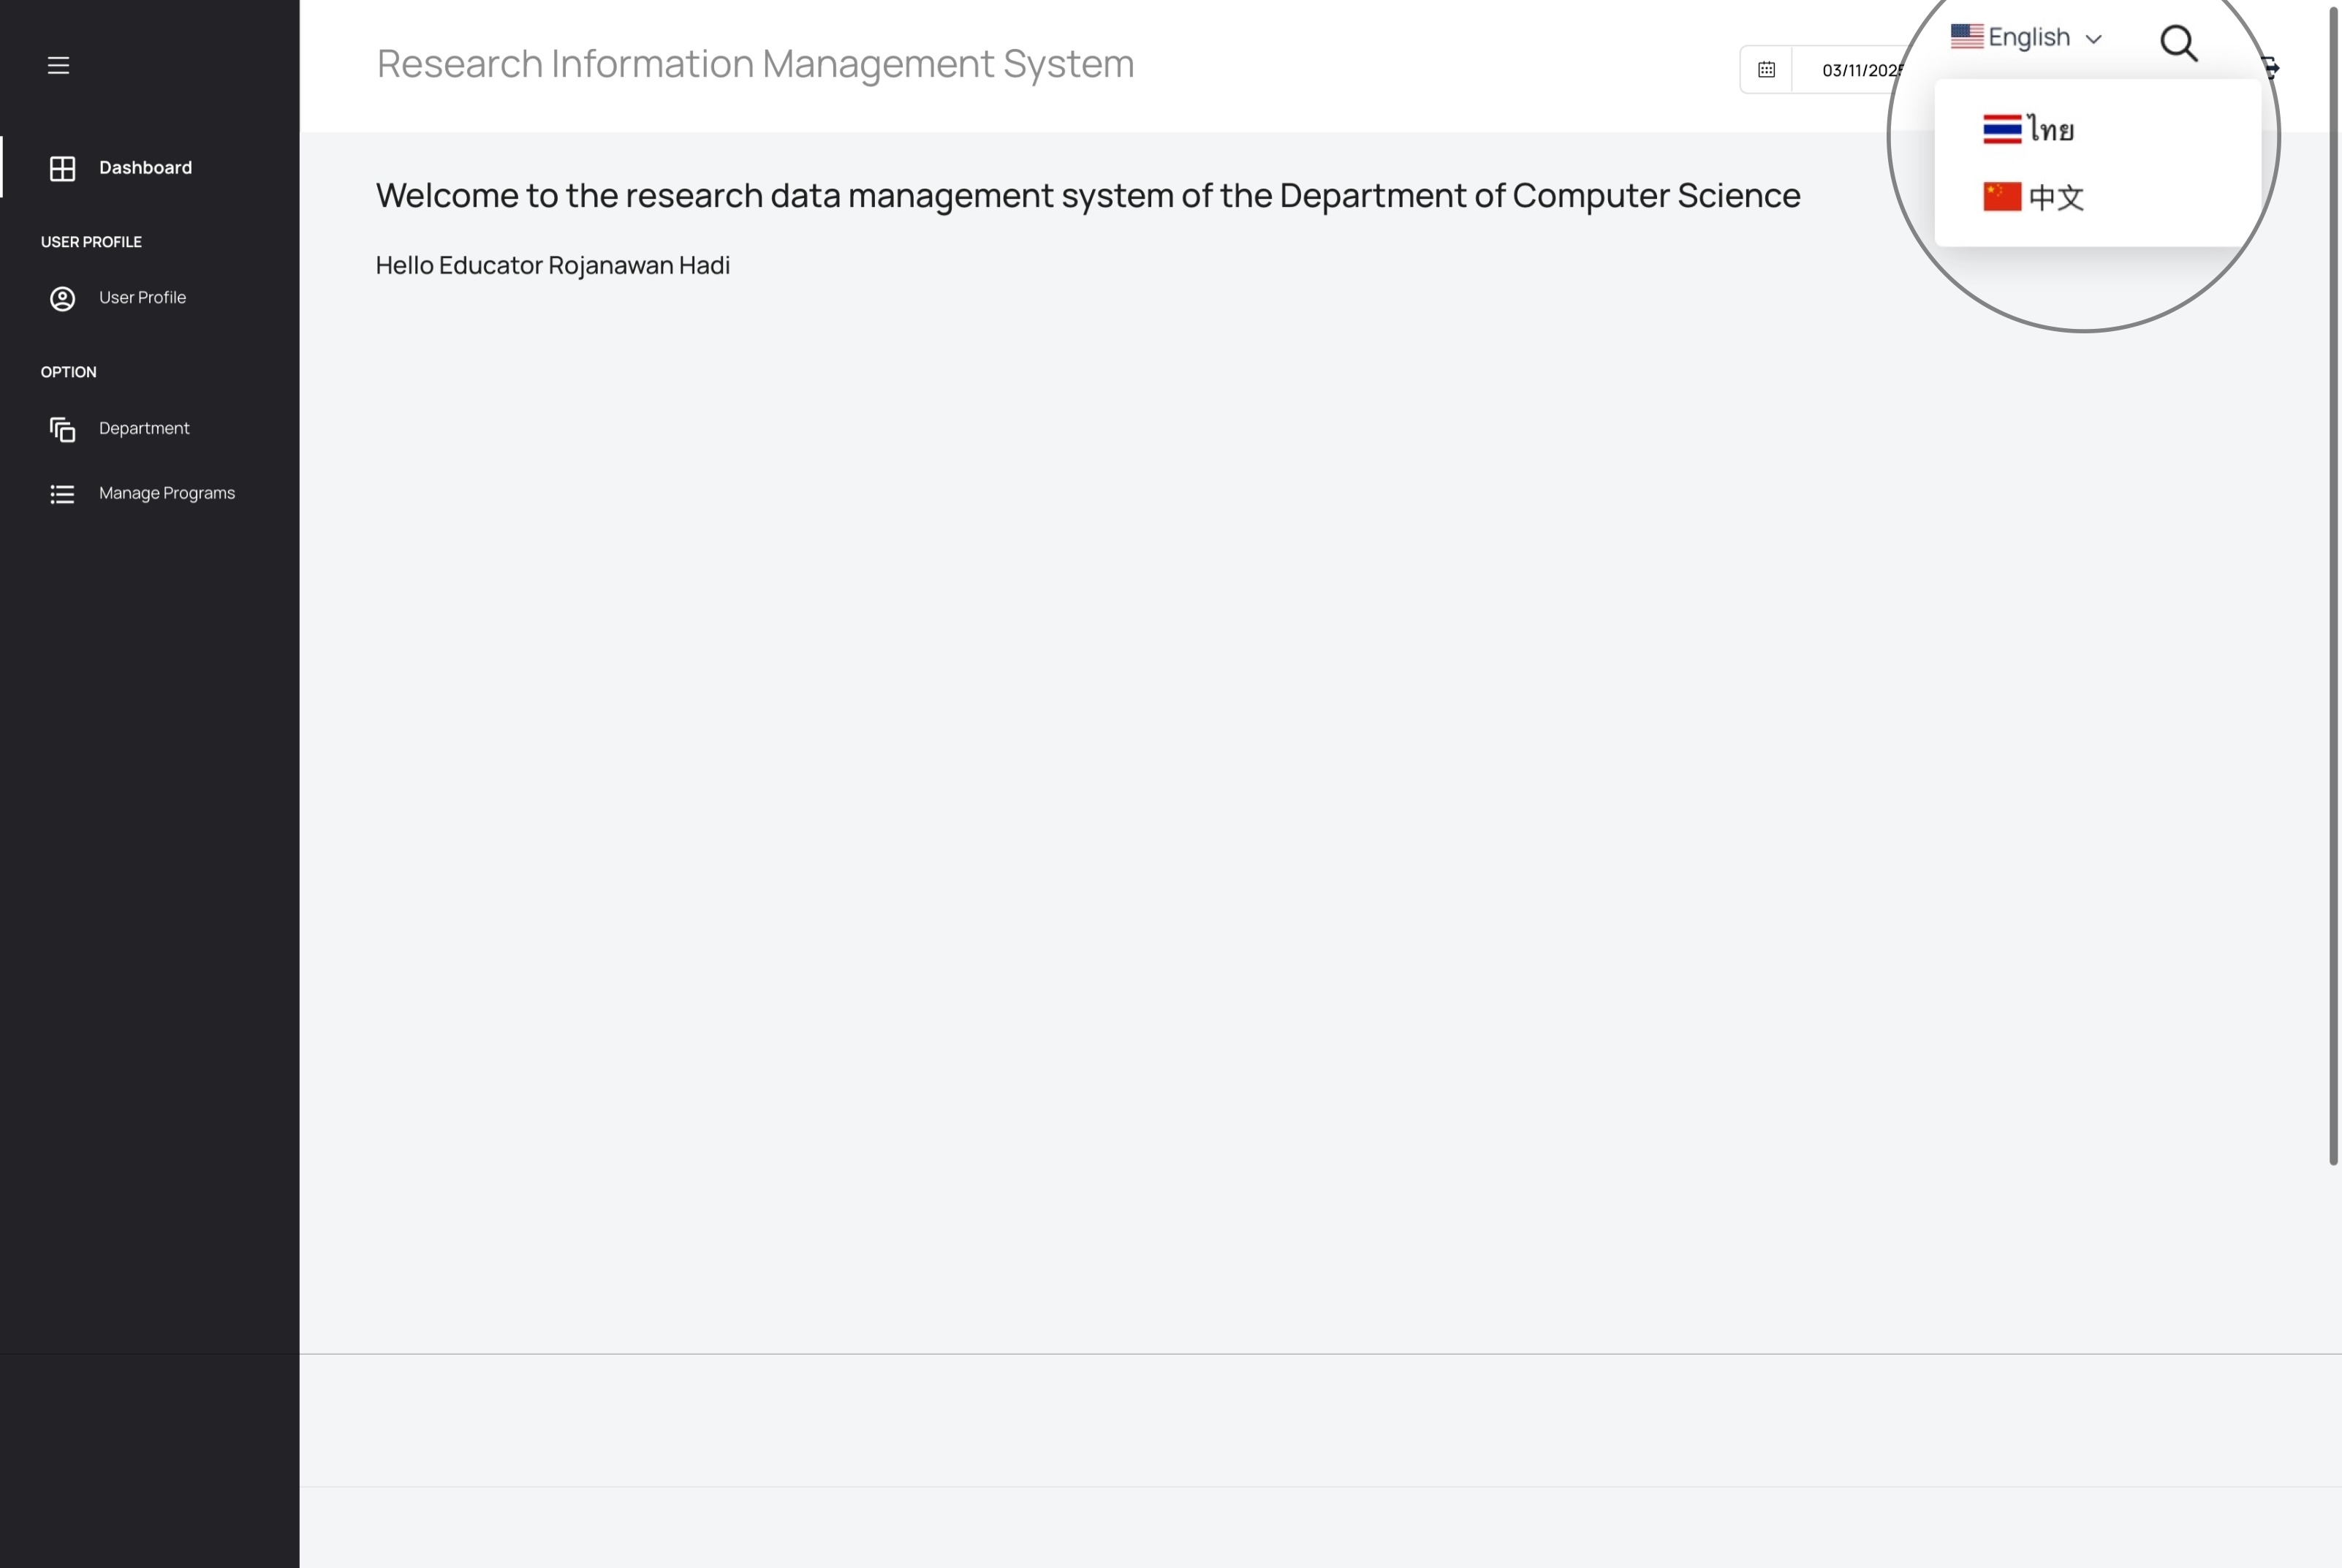 Research Information Management System
03/11/2025
English
ไทย
中文
Dashboard
USER PROFILE
User Profile
OPTION
Department
Manage Programs
Welcome to the research data management system of the Department of Computer Science
Hello Educator Rojanawan Hadi